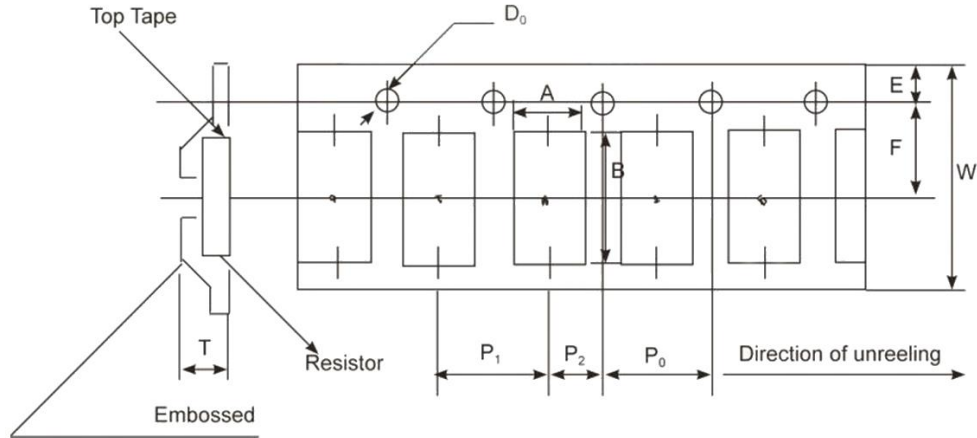 Top Tape
D₀
E
A
F
B
W
T
Resistor
P₁
P₂
P₀
Direction of unreeling
Embossed